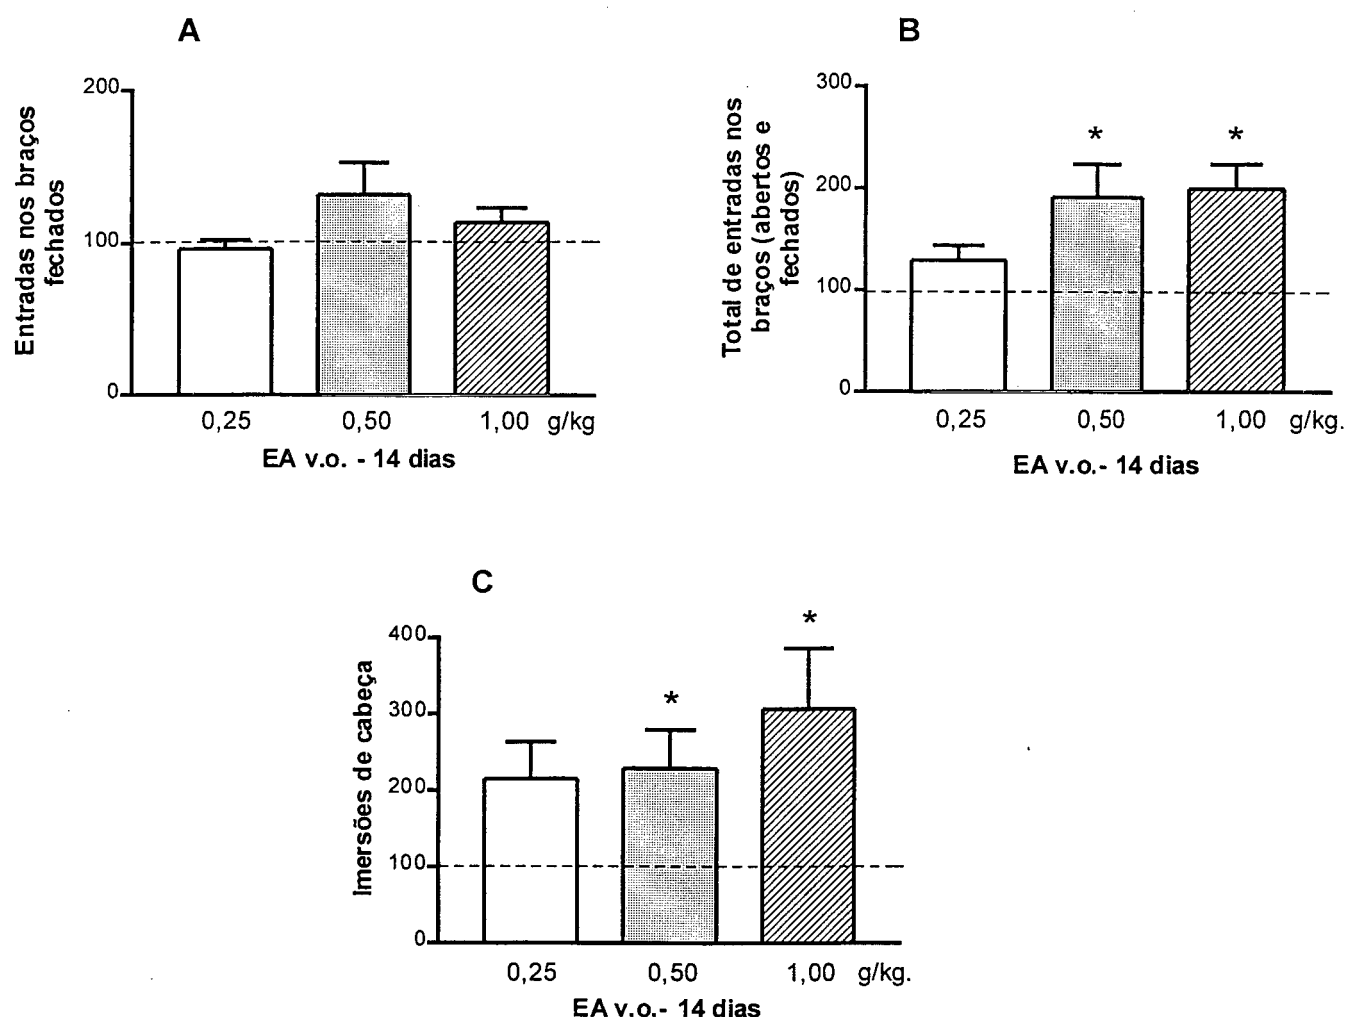 A
Entradas nos braços
fechados
200
100
0
0,25 0,50 1,00 g/kg
EA v.o. - 14 dias
B
Total de entradas nos
braços (abertos e
fechados)
300
200
100
0
* *
0,25 0,50 1,00 g/kg.
EA v.o.- 14 dias
C
Imersões de cabeça
400
300
200
100
0
* *
0,25 0,50 1,00 g/kg.
EA v.o.- 14 dias